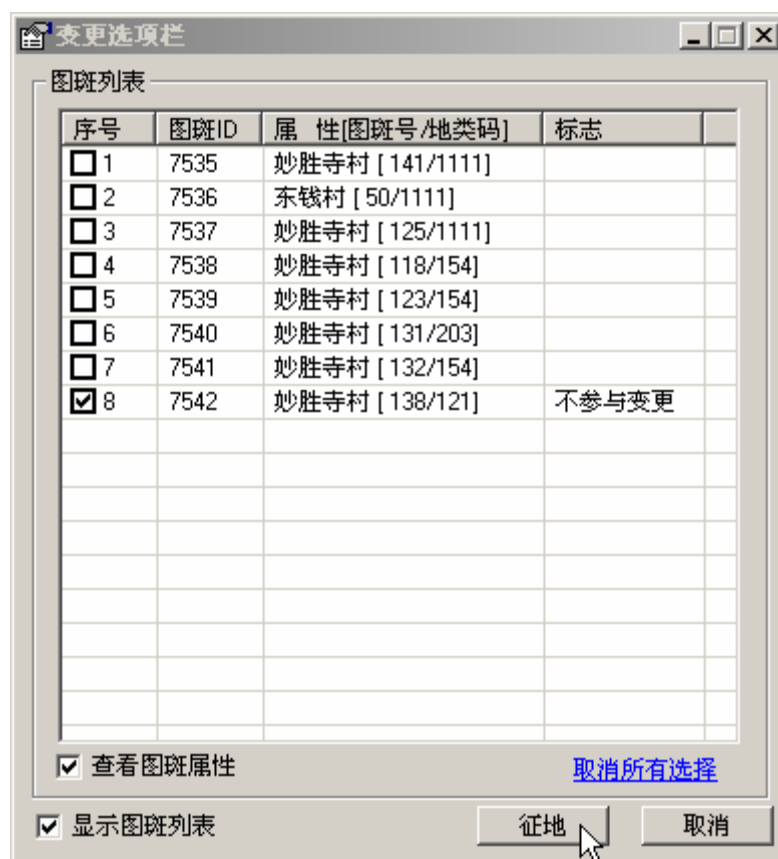 变更选项栏
图斑列表
序号 图斑ID 属 性[图斑号/地类码] 标志
1 7535 妙胜寺村 [ 141/1111]
2 7536 东钱村 [ 50/1111]
3 7537 妙胜寺村 [ 125/1111]
4 7538 妙胜寺村 [ 118/154]
5 7539 妙胜寺村 [ 123/154]
6 7540 妙胜寺村 [ 131/203]
7 7541 妙胜寺村 [ 132/154]
8 7542 妙胜寺村 [ 138/121] 不参与变更
查看图斑属性 取消所有选择
显示图斑列表 征地 取消